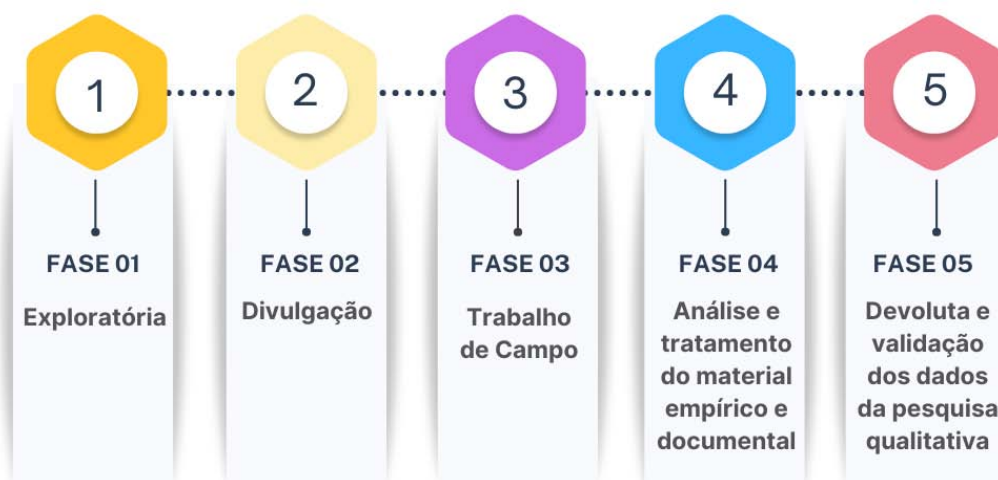 1
2
3
4
5
FASE 01
Exploratória
FASE 02
Divulgação
FASE 03
Trabalho
de Campo
FASE 04
Análise e
tratamento
do material
empírico e
documental
FASE 05
Devoluta e
validação
dos dados
da pesquisa
qualitativa